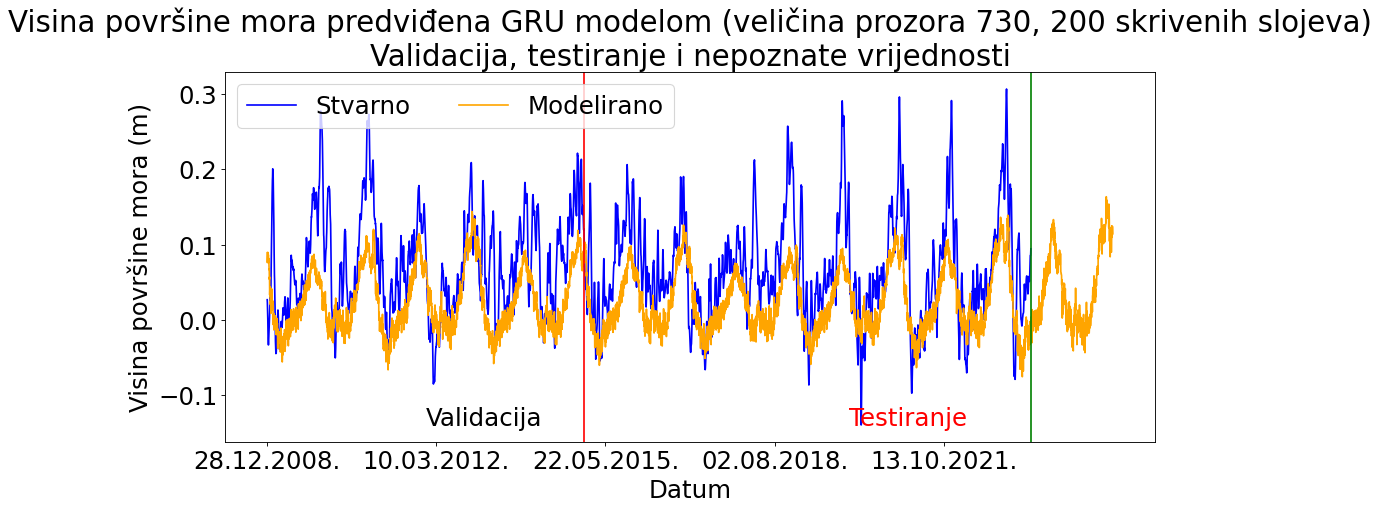 Visina površine mora predviđena GRU modelom (veličina prozora 730, 200 skrivenih slojeva)
Validacija, testiranje i nepoznate vrijednosti
Stvarno
Modelirano
Visina površine mora (m)
0.3
0.2
0.1
0.0
−0.1
Validacija
Testiranje
28.12.2008.
10.03.2012.
22.05.2015.
02.08.2018.
13.10.2021.
Datum